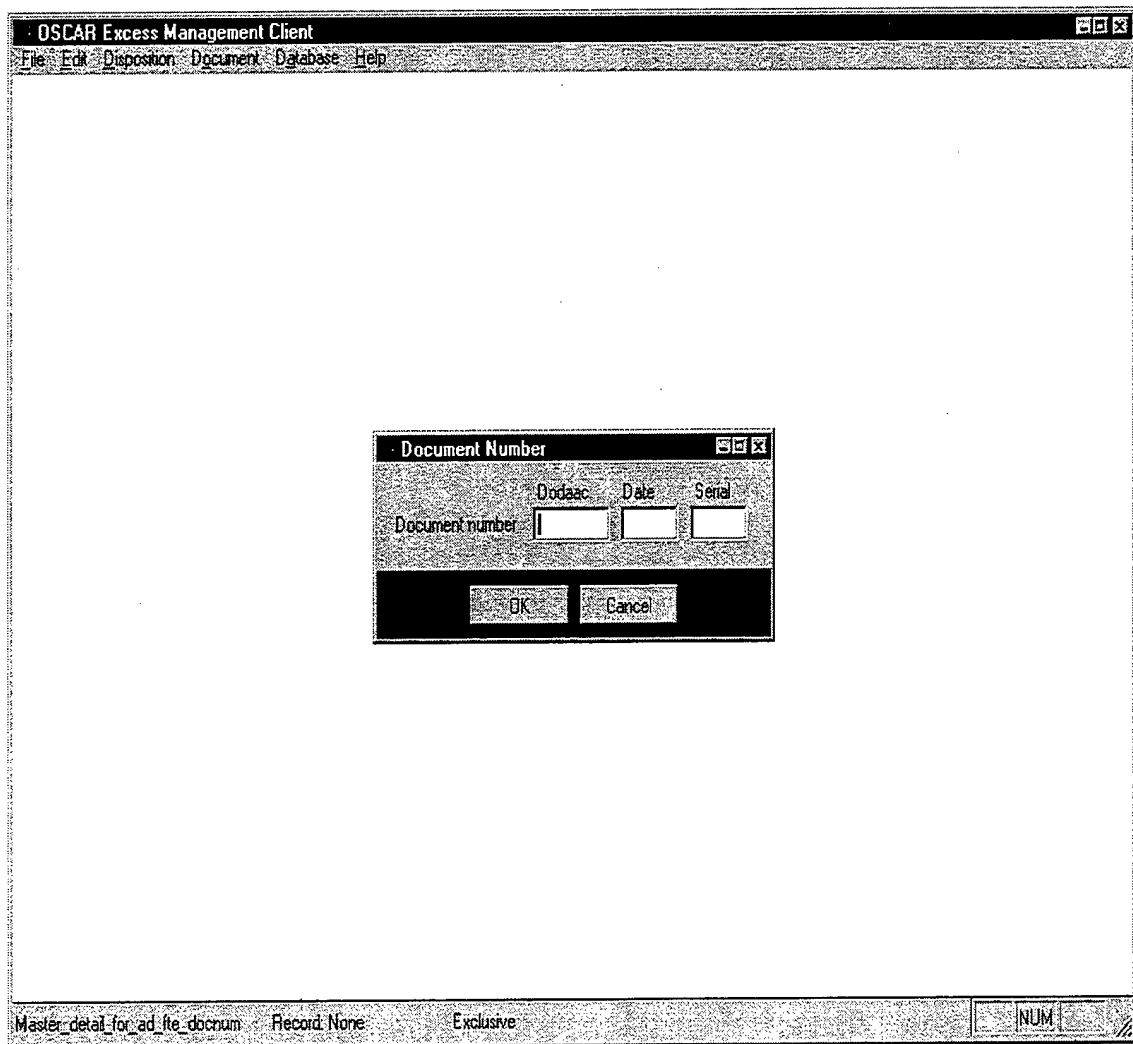 OSCAR Excess Management Client
File Edit Disposition Document Database Help
Document Number
Dodaac Date Serial
Document number
OK Cancel
Master_detail_for_ad_fte_docnum Record: None Exclusive NUM